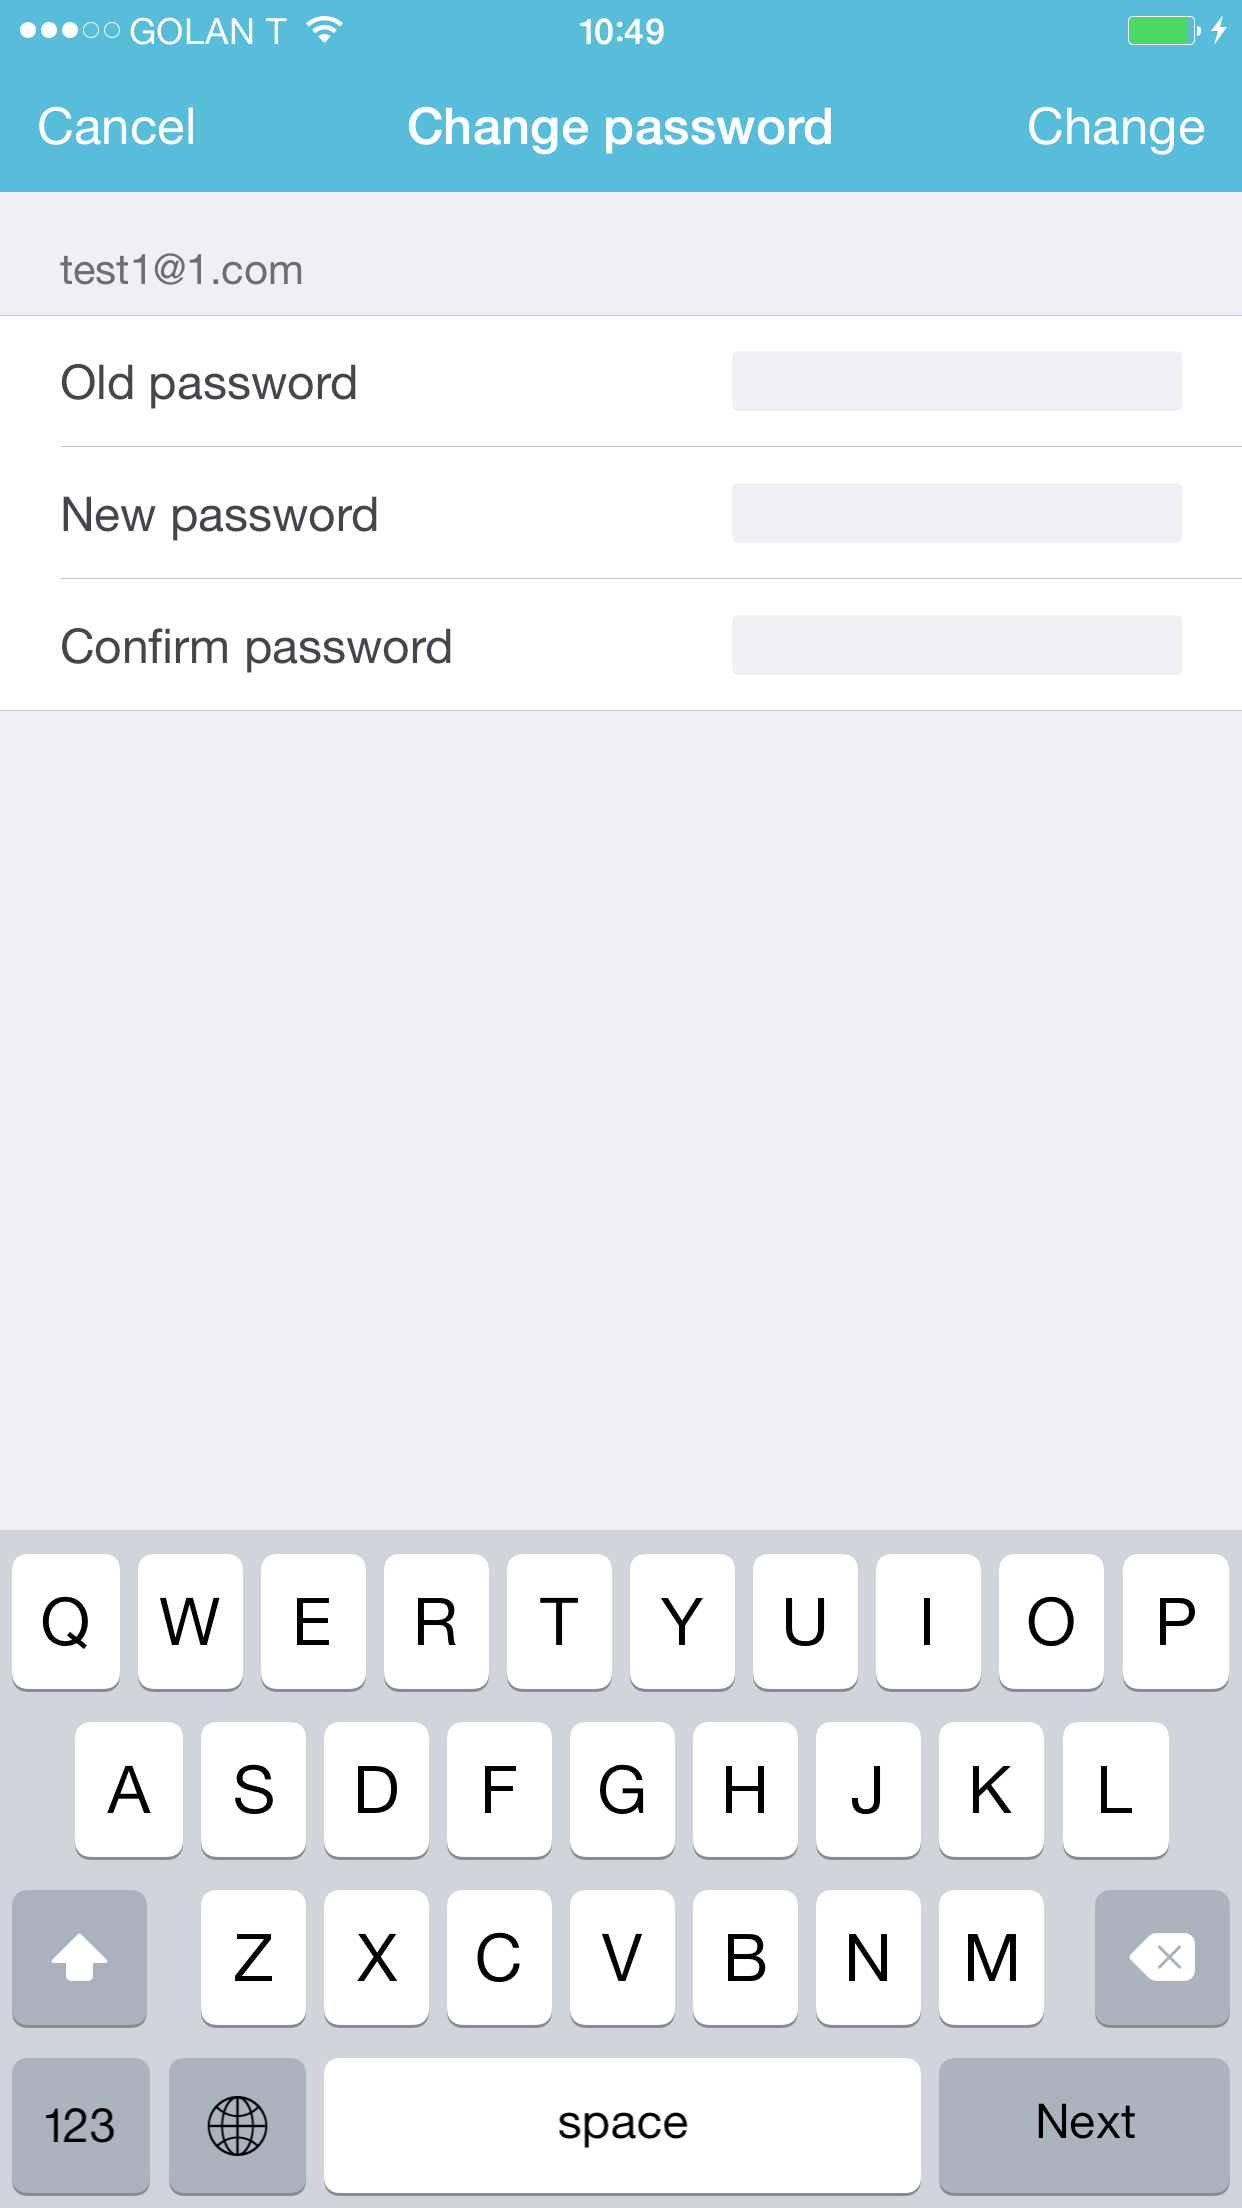 GOLAN T 10:49
Cancel Change password Change
test1@1.com
Old password
New password
Confirm password
Q W E R T Y U I O P
A S D F G H J K L
Z X C V B N M
123 space Next